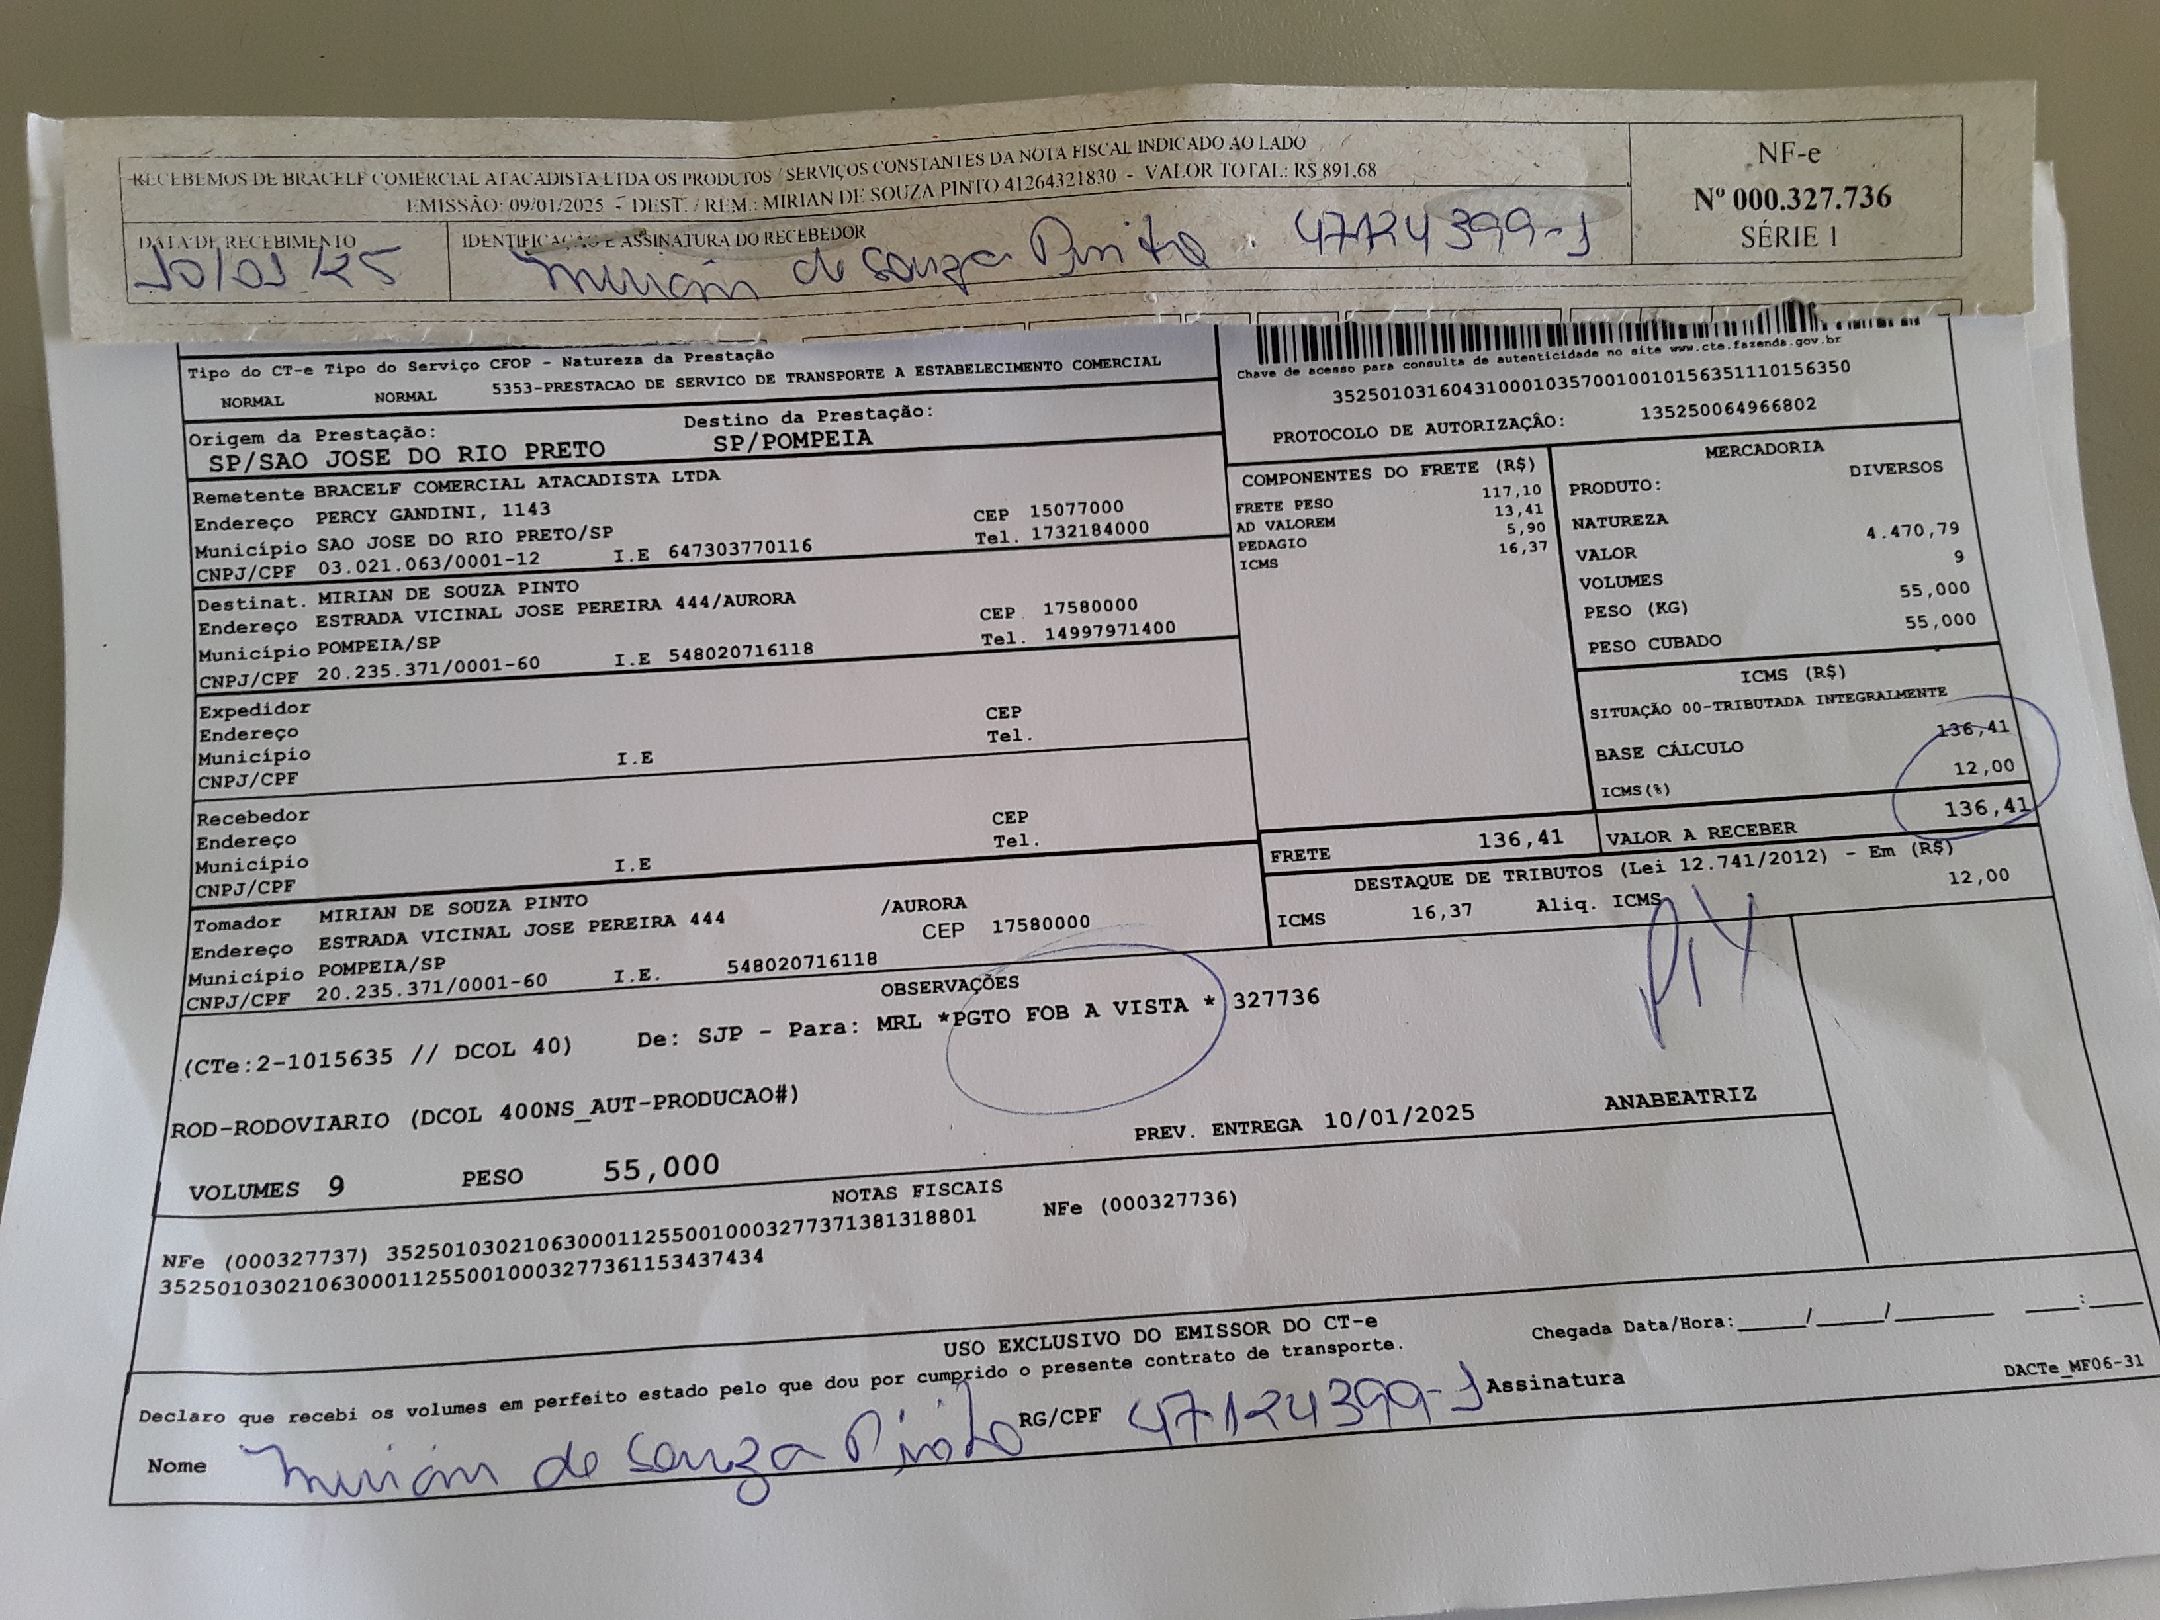 RECEBEMOS DE BRACELF COMERCIAL ATACADISTA LTDA OS PRODUTOS / SERVIÇOS CONSTANTES DA NOTA FISCAL INDICADO AO LADO
EMISSÃO: 09/01/2025 - DEST. / REM.: MIRIAN DE SOUZA PINTO 41264321830 - VALOR TOTAL: R$ 891.68
NF-e
Nº 000.327.736
SÉRIE 1
DATA DE RECEBIMENTO
10/01/25
IDENTIFICAÇÃO E ASSINATURA DO RECEBEDOR
Mirian de Souza Pinto 47124399-1
Tipo do CT-e Tipo do Serviço CFOP - Natureza da Prestação
NORMAL NORMAL 5353-PRESTACAO DE SERVICO DE TRANSPORTE A ESTABELECIMENTO COMERCIAL
Chave de acesso para consulta de autenticidade no site www.cte.fazenda.gov.br
35250103160431000103570010010156351110156350
PROTOCOLO DE AUTORIZAÇÂO: 135250064966802
Origem da Prestação: Destino da Prestação:
SP/SAO JOSE DO RIO PRETO SP/POMPEIA
Remetente BRACELF COMERCIAL ATACADISTA LTDA
Endereço PERCY GANDINI, 1143 CEP 15077000
Município SAO JOSE DO RIO PRETO/SP Tel. 1732184000
CNPJ/CPF 03.021.063/0001-12 I.E 647303770116
Destinat. MIRIAN DE SOUZA PINTO
Endereço ESTRADA VICINAL JOSE PEREIRA 444/AURORA CEP 17580000
Município POMPEIA/SP Tel. 14997971400
CNPJ/CPF 20.235.371/0001-60 I.E 548020716118
Expedidor CEP
Endereço Tel.
Município I.E
CNPJ/CPF
Recebedor CEP
Endereço Tel.
Município I.E
CNPJ/CPF
Tomador MIRIAN DE SOUZA PINTO
Endereço ESTRADA VICINAL JOSE PEREIRA 444 /AURORA
Município POMPEIA/SP CEP 17580000
CNPJ/CPF 20.235.371/0001-60 I.E. 548020716118
COMPONENTES DO FRETE (R$)
FRETE PESO 117,10
AD VALOREM 13,41
PEDAGIO 5,90
ICMS 16,37
MERCADORIA
PRODUTO: DIVERSOS
NATUREZA
VALOR 4.470,79
VOLUMES 9
PESO (KG) 55,000
PESO CUBADO 55,000
ICMS (R$)
SITUAÇÃO 00-TRIBUTADA INTEGRALMENTE
BASE CÁLCULO 136,41
ICMS(%) 12,00
FRETE 136,41 VALOR A RECEBER 136,41
DESTAQUE DE TRIBUTOS (Lei 12.741/2012) - Em (R$)
ICMS 16,37 Aliq. ICMS 12,00
PIX
OBSERVAÇÕES
(CTe:2-1015635 // DCOL 40) De: SJP - Para: MRL *PGTO FOB A VISTA * 327736
ROD-RODOVIARIO (DCOL 400NS_AUT-PRODUCAO#)
PREV. ENTREGA 10/01/2025 ANABEATRIZ
VOLUMES 9 PESO 55,000
NOTAS FISCAIS
NFe (000327737) 35250103021063000112550010003277371381318801 NFe (000327736)
35250103021063000112550010003277361153437434
USO EXCLUSIVO DO EMISSOR DO CT-e
Declaro que recebi os volumes em perfeito estado pelo que dou por cumprido o presente contrato de transporte.
Chegada Data/Hora:_____/_____/_______ ___:____
Nome Mirian de Souza Pinto RG/CPF 47124399-1 Assinatura
DACTe_MF06-31